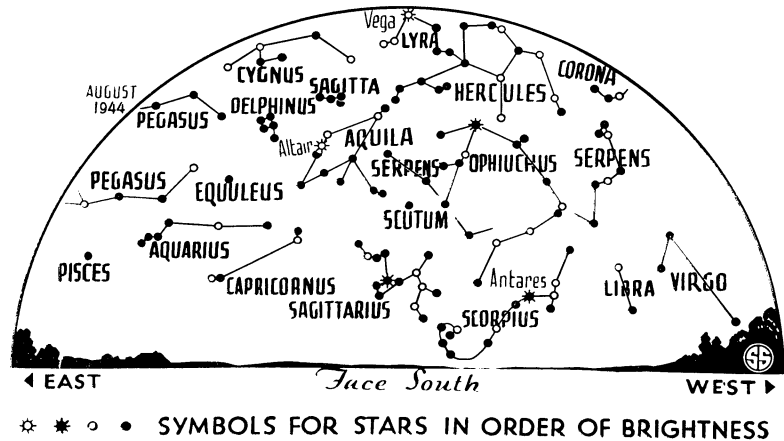 Vega
LYRA
CYGNUS
SAGITTA
CORONA
AUGUST
1944
PEGASUS
DELPHINUS
HERCULES
Altair
AQUILA
SERPENS
OPHIUCHUS
SERPENS
PEGASUS
EQUULEUS
SCUTUM
AQUARIUS
PISCES
CAPRICORNUS
SAGITTARIUS
Antares
SCORPIUS
LIBRA
VIRGO
SS
EAST
Face South
WEST
SYMBOLS FOR STARS IN ORDER OF BRIGHTNESS